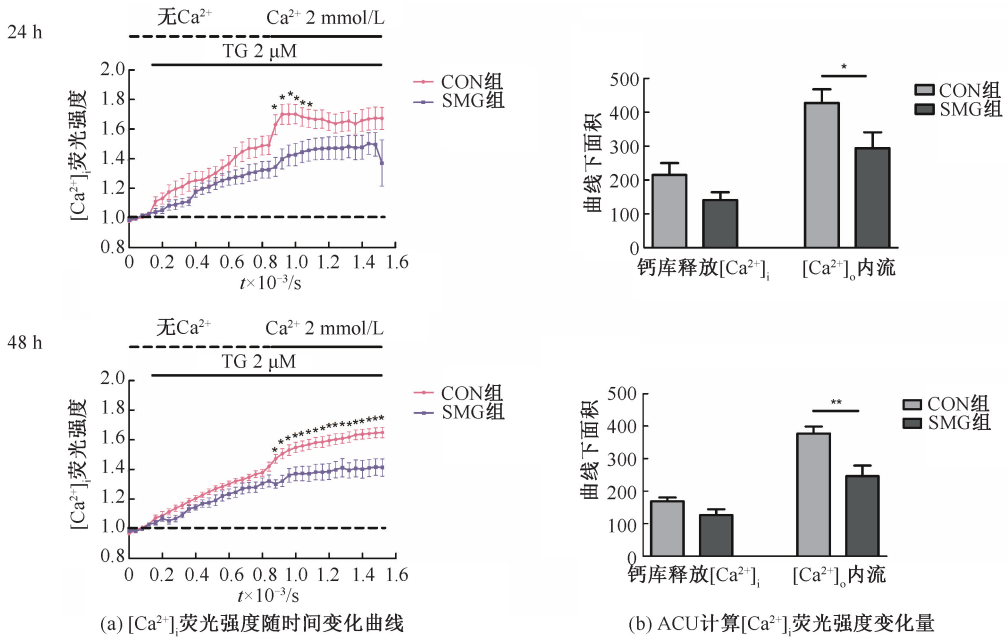 24 h
无Ca²⁺ Ca²⁺ 2 mmol/L
TG 2 μM
[Ca²⁺]ᵢ荧光强度
2.0
1.8
1.6
1.4
1.2
1.0
0.8
0 0.2 0.4 0.6 0.8 1.0 1.2 1.4 1.6
t×10⁻³/s
CON组
SMG组
* * * * * *
曲线下面积
500
400
300
200
100
0
*
CON组
SMG组
钙库释放[Ca²⁺]ᵢ [Ca²⁺]ₒ内流
48 h
无Ca²⁺ Ca²⁺ 2 mmol/L
TG 2 μM
[Ca²⁺]ᵢ荧光强度
2.0
1.8
1.6
1.4
1.2
1.0
0.8
0 0.2 0.4 0.6 0.8 1.0 1.2 1.4 1.6
t×10⁻³/s
CON组
SMG组
* * * * * * * * * * * * * * * *
曲线下面积
500
400
300
200
100
0
**
CON组
SMG组
钙库释放[Ca²⁺]ᵢ [Ca²⁺]ₒ内流
(a) [Ca²⁺]ᵢ荧光强度随时间变化曲线
(b) ACU计算[Ca²⁺]ᵢ荧光强度变化量